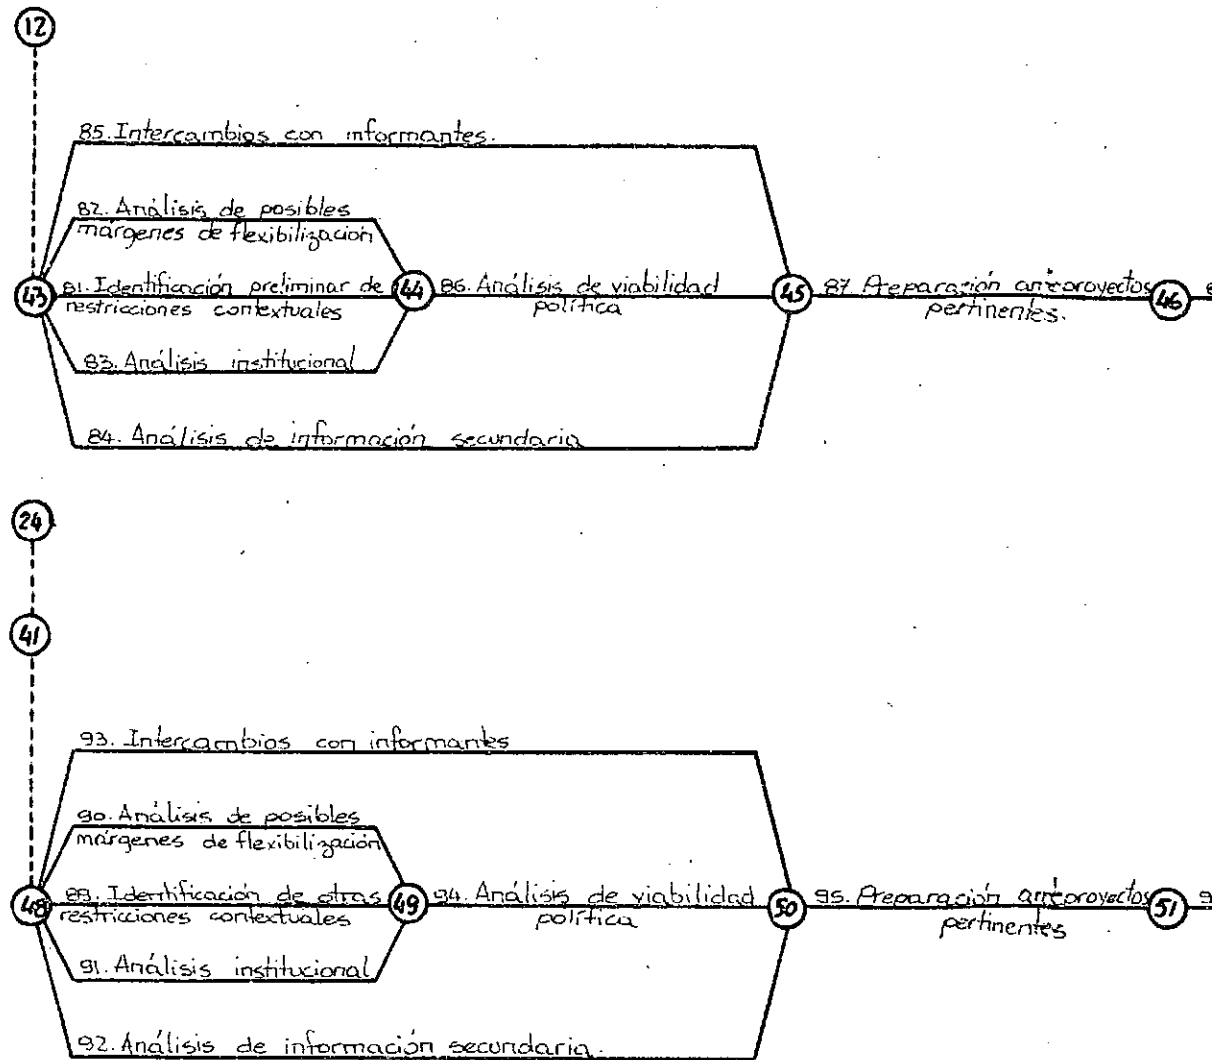 12
85. Intercambios con informantes.
82. Análisis de posibles
márgenes de flexibilización
43
81. Identificación preliminar de
restricciones contextuales
44
86. Análisis de viabilidad
política
45
87. Preparación anteproyectos
pertinentes.
46
8
83. Análisis institucional
84. Análisis de información secundaria
24
41
93. Intercambios con informantes
90. Análisis de posibles
márgenes de flexibilización
48
89. Identificación de otras
restricciones contextuales
49
94. Análisis de viabilidad
política
50
95. Preparación anteproyectos
pertinentes
51
9
91. Análisis institucional
92. Análisis de información secundaria.